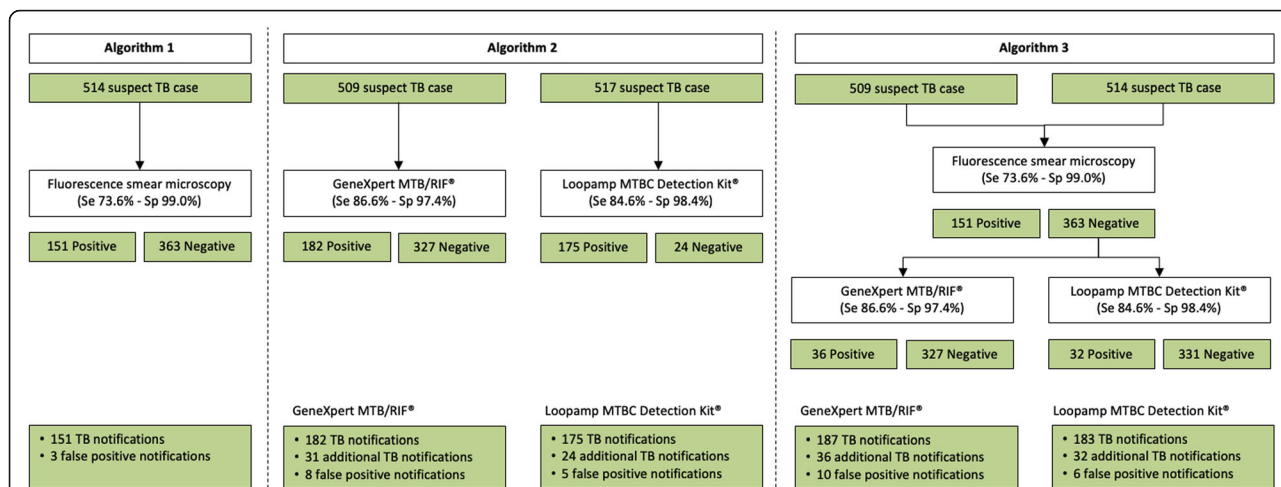 Algorithm 1
514 suspect TB case
Fluorescence smear microscopy
(Se 73.6% - Sp 99.0%)
151 Positive
363 Negative
• 151 TB notifications
• 3 false positive notifications
Algorithm 2
509 suspect TB case
GeneXpert MTB/RIF®
(Se 86.6% - Sp 97.4%)
182 Positive
327 Negative
GeneXpert MTB/RIF®
• 182 TB notifications
• 31 additional TB notifications
• 8 false positive notifications
517 suspect TB case
Loopamp MTBC Detection Kit®
(Se 84.6% - Sp 98.4%)
175 Positive
24 Negative
Loopamp MTBC Detection Kit®
• 175 TB notifications
• 24 additional TB notifications
• 5 false positive notifications
Algorithm 3
509 suspect TB case
514 suspect TB case
Fluorescence smear microscopy
(Se 73.6% - Sp 99.0%)
151 Positive
363 Negative
GeneXpert MTB/RIF®
(Se 86.6% - Sp 97.4%)
36 Positive
327 Negative
GeneXpert MTB/RIF®
• 187 TB notifications
• 36 additional TB notifications
• 10 false positive notifications
Loopamp MTBC Detection Kit®
(Se 84.6% - Sp 98.4%)
32 Positive
331 Negative
Loopamp MTBC Detection Kit®
• 183 TB notifications
• 32 additional TB notifications
• 6 false positive notifications